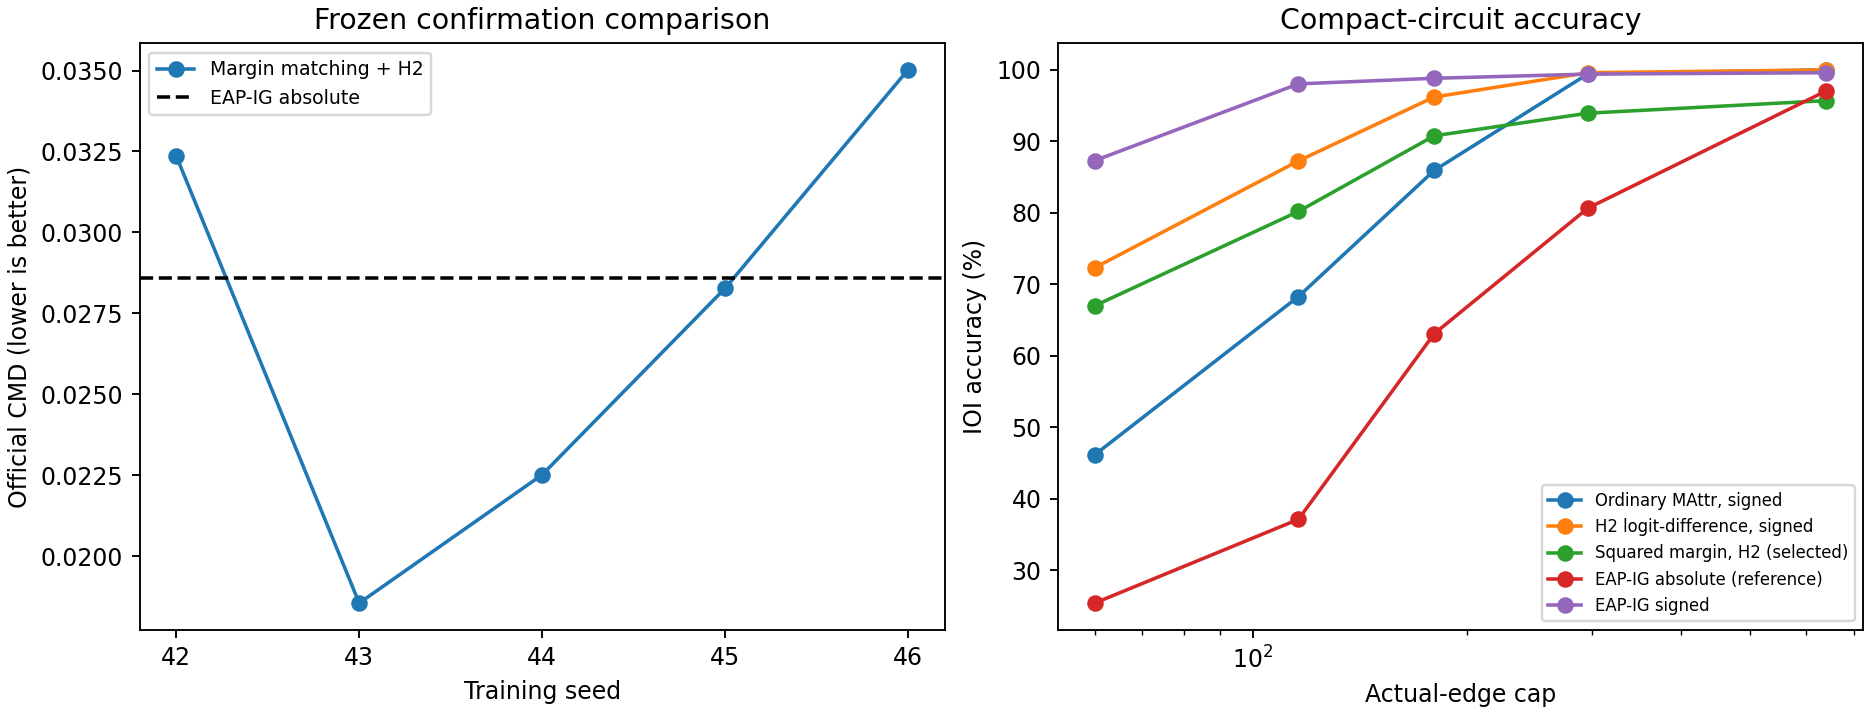 Frozen confirmation comparison
Margin matching + H2
EAP-IG absolute
Official CMD (lower is better)
0.0350
0.0325
0.0300
0.0275
0.0250
0.0225
0.0200
42 43 44 45 46
Training seed
Compact-circuit accuracy
IOI accuracy (%)
100
90
80
70
60
50
40
30
Ordinary MAttr, signed
H2 logit-difference, signed
Squared margin, H2 (selected)
EAP-IG absolute (reference)
EAP-IG signed
10²
Actual-edge cap